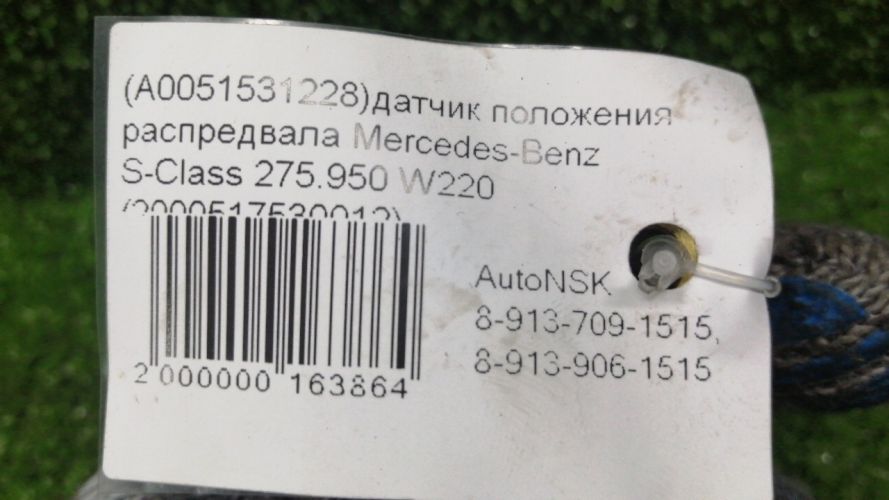 (A0051531228)датчик положения
распредвала Mercedes-Benz
S-Class 275.950 W220
(2000517530012)
2 000000 163864
AutoNSK
8-913-709-1515,
8-913-906-1515